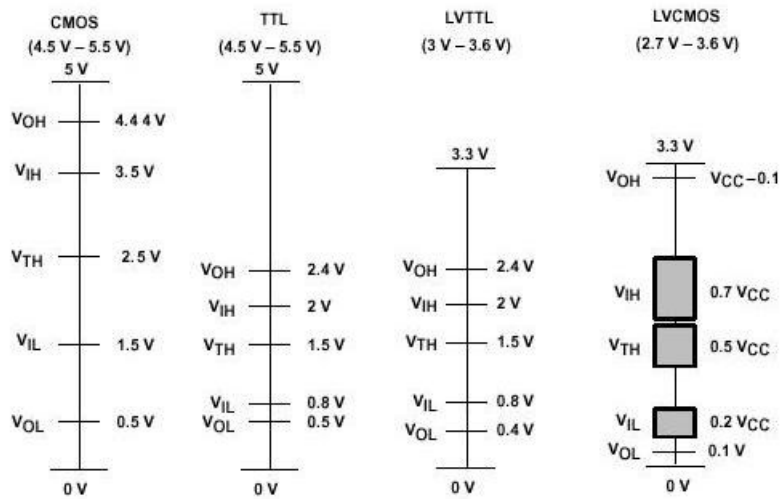 CMOS
(4.5 V – 5.5 V)
5 V
VOH 4.4 4 V
VIH 3.5 V
VTH 2.5 V
VIL 1.5 V
VOL 0.5 V
0 V
TTL
(4.5 V – 5.5 V)
5 V
VOH 2.4 V
VIH 2 V
VTH 1.5 V
VIL 0.8 V
VOL 0.5 V
0 V
LVTTL
(3 V – 3.6 V)
3.3 V
VOH 2.4 V
VIH 2 V
VTH 1.5 V
VIL 0.8 V
VOL 0.4 V
0 V
LVCMOS
(2.7 V – 3.6 V)
3.3 V
VOH VCC–0.1
VIH 0.7 VCC
VTH 0.5 VCC
VIL 0.2 VCC
VOL 0.1 V
0 V